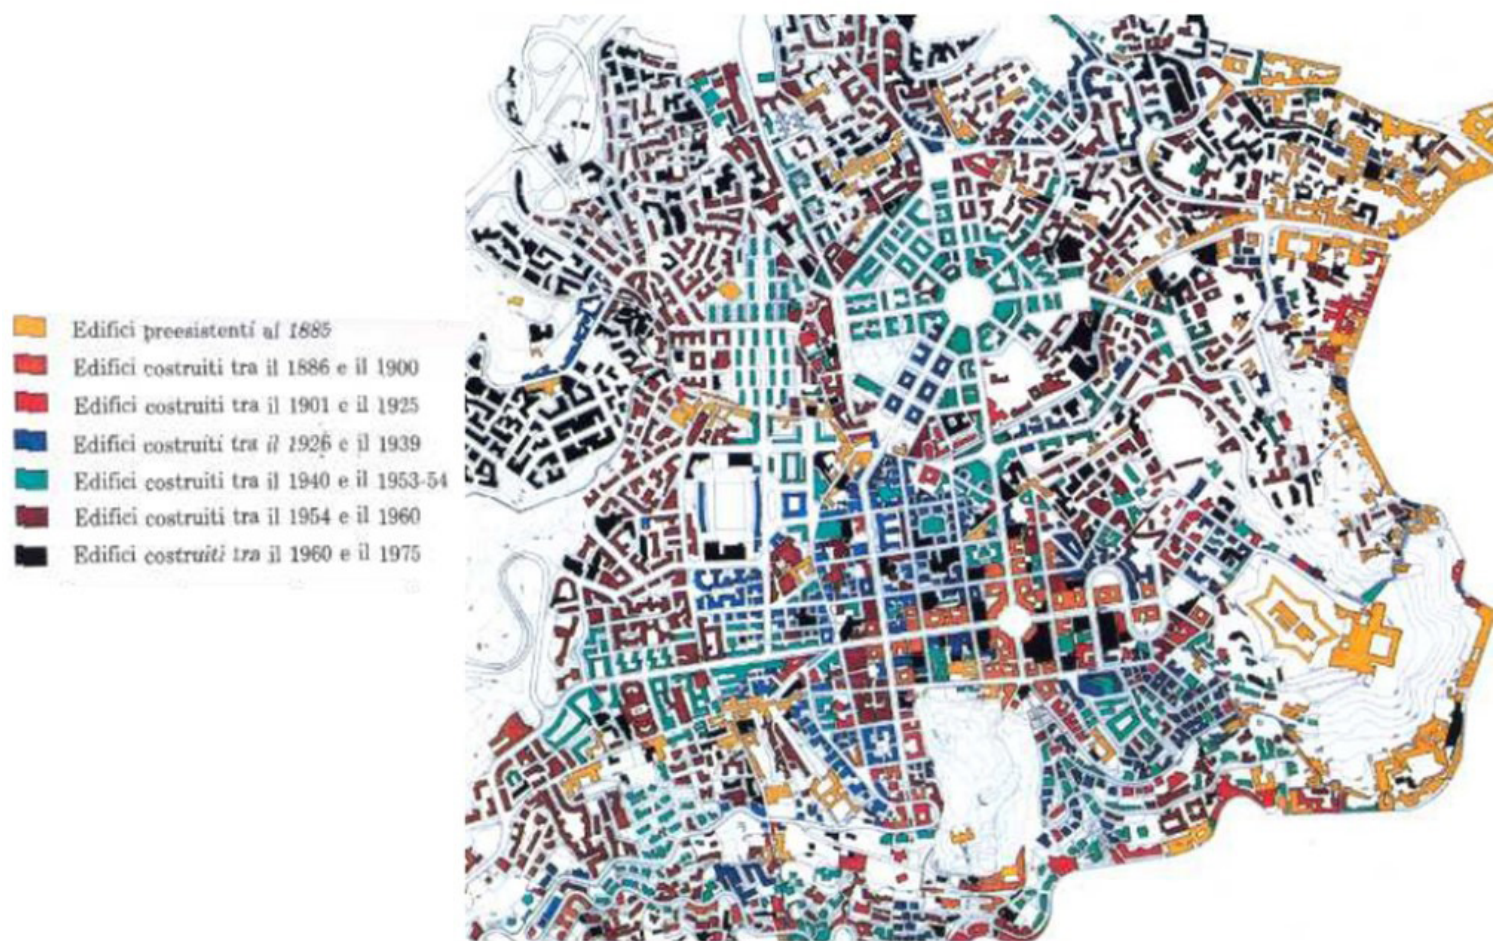 Edifici preesistenti al 1885
Edifici costruiti tra il 1886 e il 1900
Edifici costruiti tra il 1901 e il 1925
Edifici costruiti tra il 1926 e il 1939
Edifici costruiti tra il 1940 e il 1953-54
Edifici costruiti tra il 1954 e il 1960
Edifici costruiti tra il 1960 e il 1975